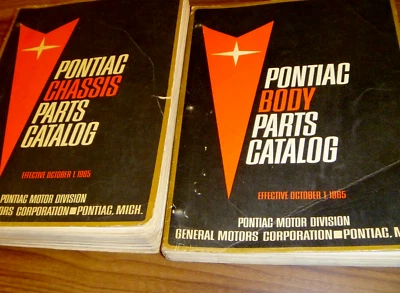 PONTIAC
CHASSIS
PARTS
CATALOG
EFFECTIVE OCTOBER 1, 1965
PONTIAC MOTOR DIVISION
ORS CORPORATION PONTIAC, MICH.
PONTIAC
BODY
PARTS
CATALOG
EFFECTIVE OCTOBER 1, 1965
PONTIAC MOTOR DIVISION
GENERAL MOTORS CORPORATION PONTIAC, M